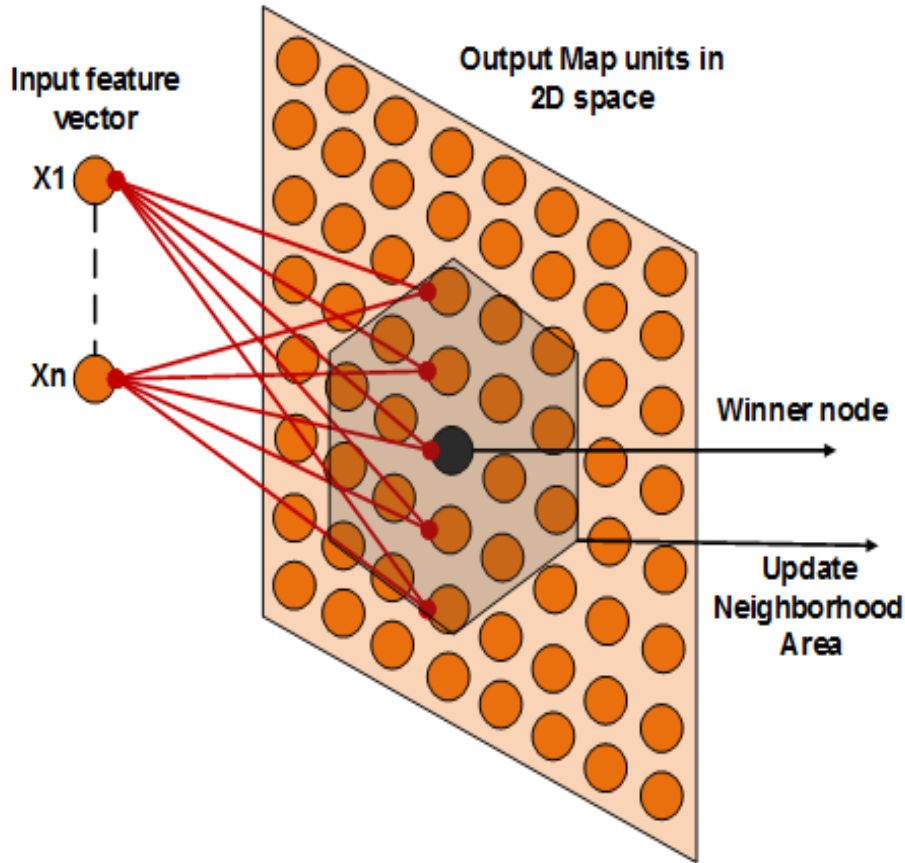 Input feature
vector
Output Map units in
2D space
X1
Xn
Winner node
Update
Neighborhood
Area